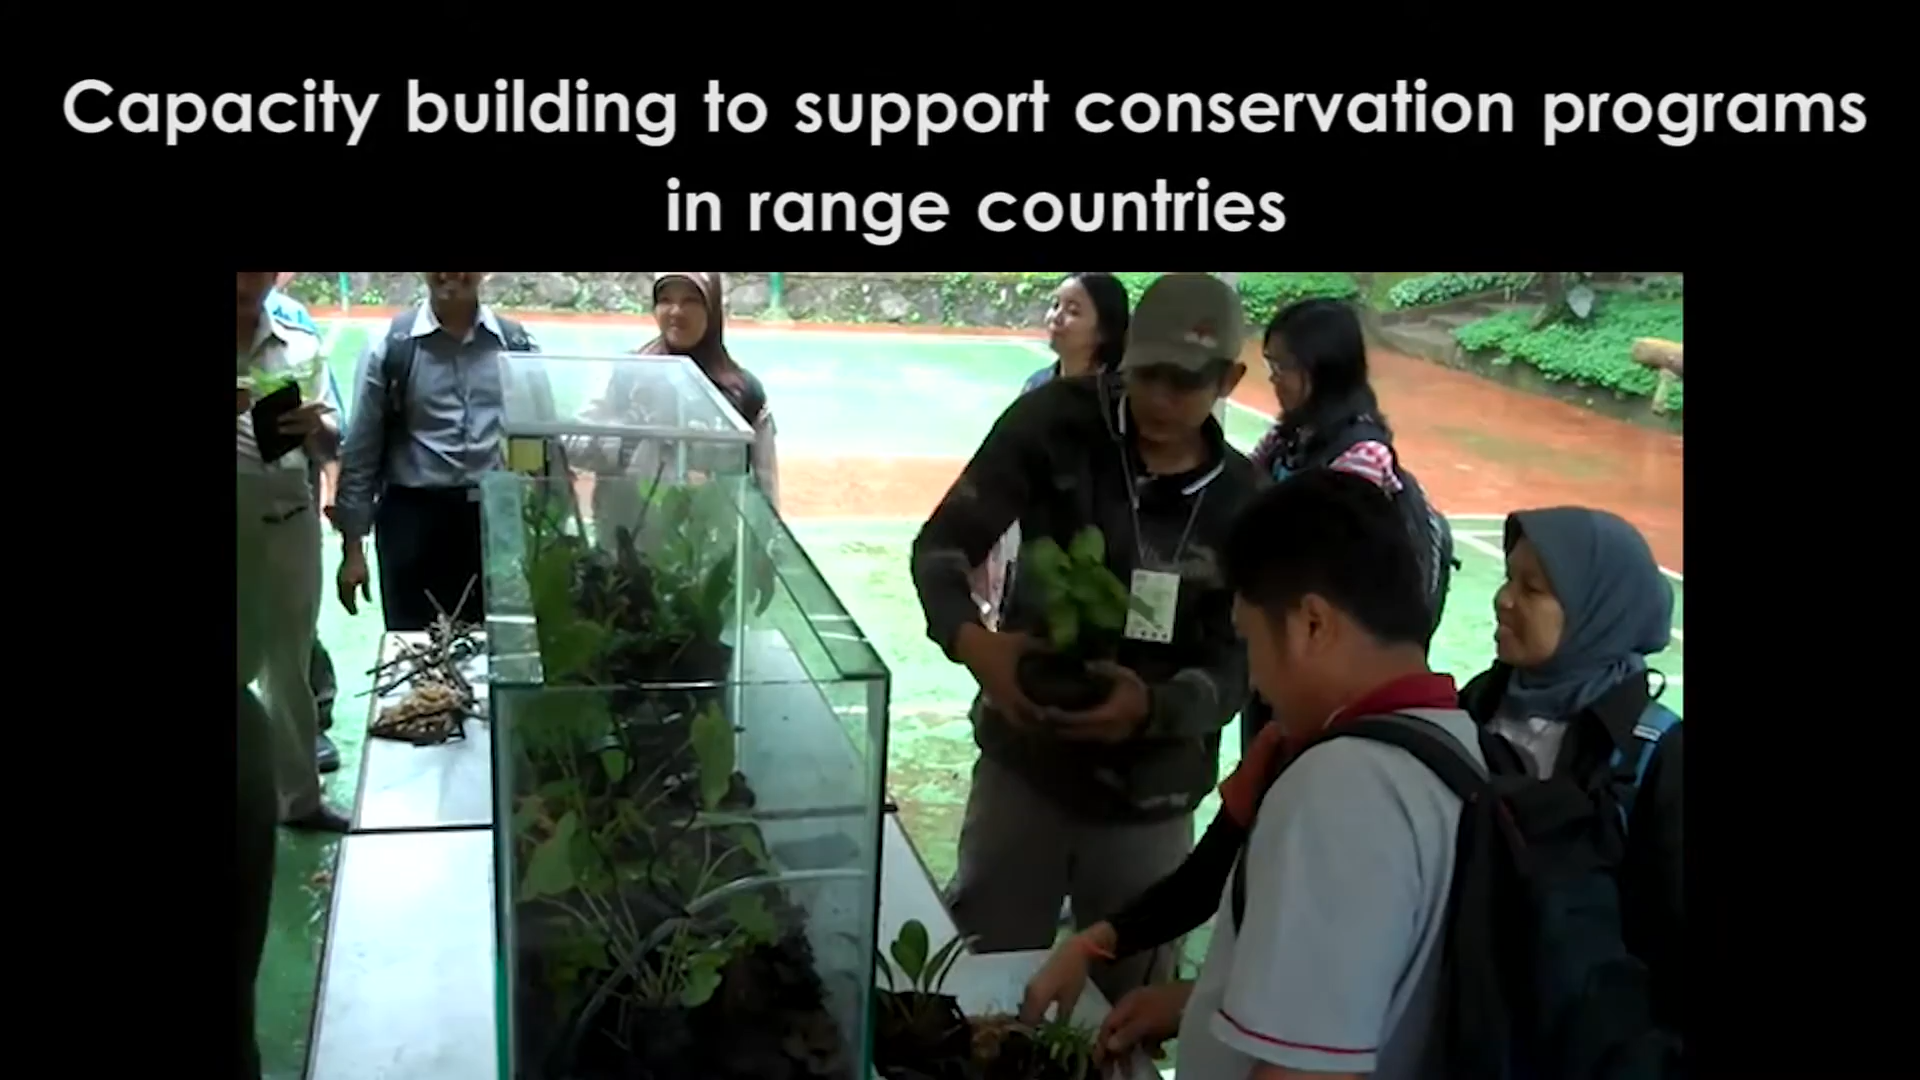 Capacity building to support conservation programs
in range countries